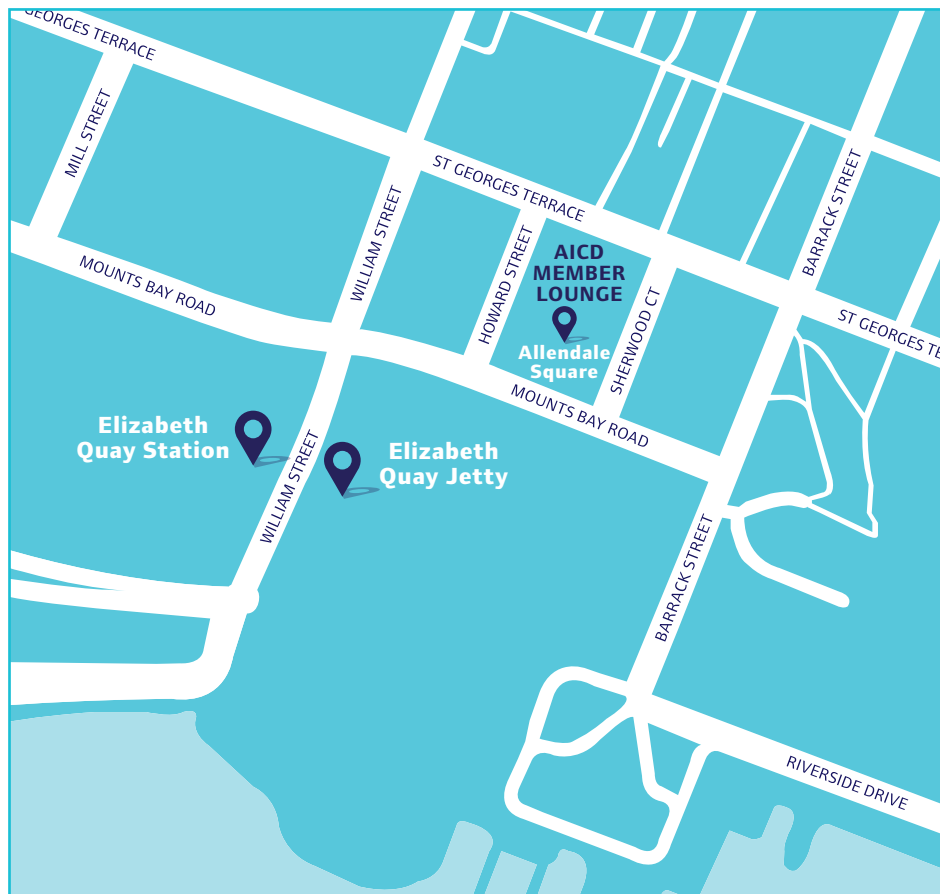 GEORGES TERRACE
MILL STREET
WILLIAM STREET
ST GEORGES TERRACE
BARRACK STREET
HOWARD STREET
AICD
MEMBER
LOUNGE
Allendale
Square
SHERWOOD CT
MOUNTS BAY ROAD
MOUNTS BAY ROAD
ST GEORGES TE
Elizabeth
Quay Station
WILLIAM STREET
Elizabeth
Quay Jetty
BARRACK STREET
RIVERSIDE DRIVE